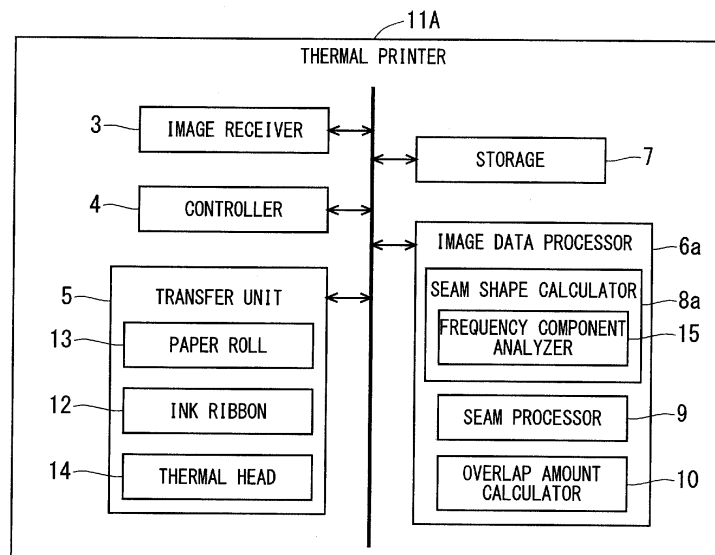 11A
THERMAL PRINTER
3
IMAGE RECEIVER
4
CONTROLLER
5
TRANSFER UNIT
13
PAPER ROLL
12
INK RIBBON
14
THERMAL HEAD
STORAGE
7
IMAGE DATA PROCESSOR
6a
SEAM SHAPE CALCULATOR
8a
FREQUENCY COMPONENT
ANALYZER
15
SEAM PROCESSOR
9
OVERLAP AMOUNT
CALCULATOR
10